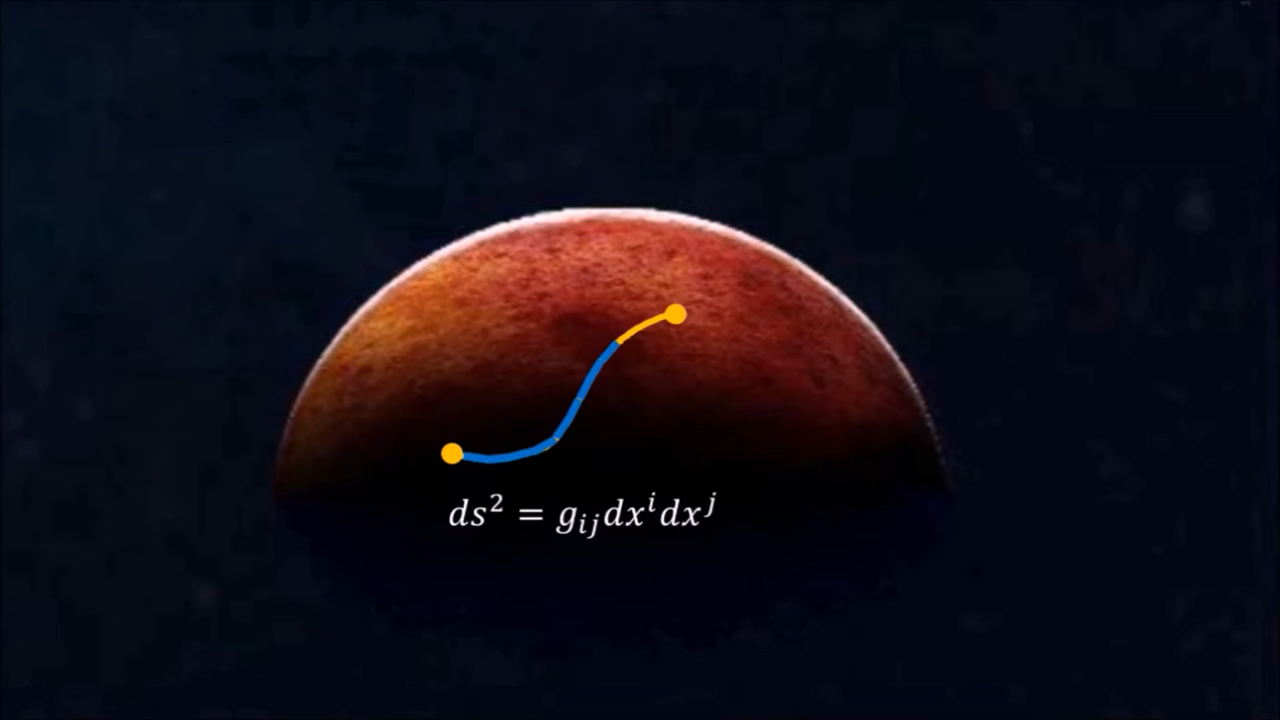 ds² = gᵢⱼdxⁱdxʲ